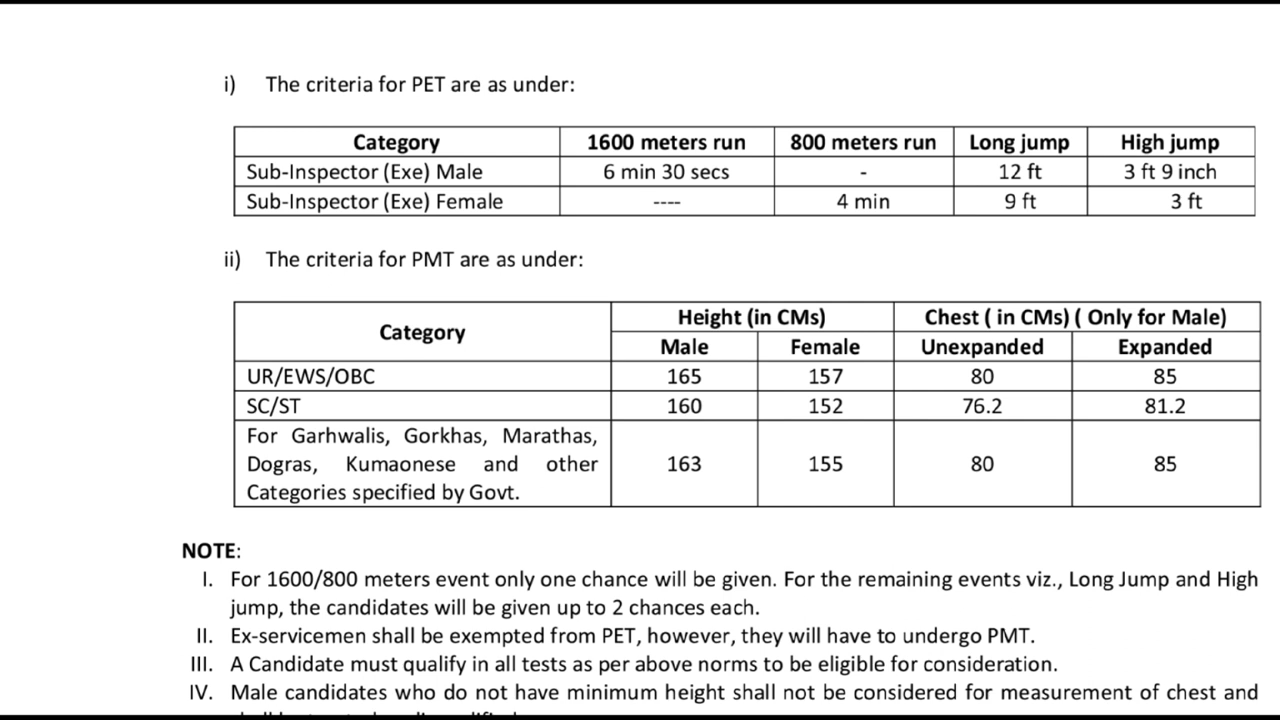 i) The criteria for PET are as under:
Category 1600 meters run 800 meters run Long jump High jump
Sub-Inspector (Exe) Male 6 min 30 secs - 12 ft 3 ft 9 inch
Sub-Inspector (Exe) Female ---- 4 min 9 ft 3 ft
ii) The criteria for PMT are as under:
Category Height (in CMs) Chest ( in CMs) ( Only for Male)
Male Female Unexpanded Expanded
UR/EWS/OBC 165 157 80 85
SC/ST 160 152 76.2 81.2
For Garhwalis, Gorkhas, Marathas,
Dogras, Kumaonese and other 163 155 80 85
Categories specified by Govt.
NOTE:
I. For 1600/800 meters event only one chance will be given. For the remaining events viz., Long Jump and High
jump, the candidates will be given up to 2 chances each.
II. Ex-servicemen shall be exempted from PET, however, they will have to undergo PMT.
III. A Candidate must qualify in all tests as per above norms to be eligible for consideration.
IV. Male candidates who do not have minimum height shall not be considered for measurement of chest and